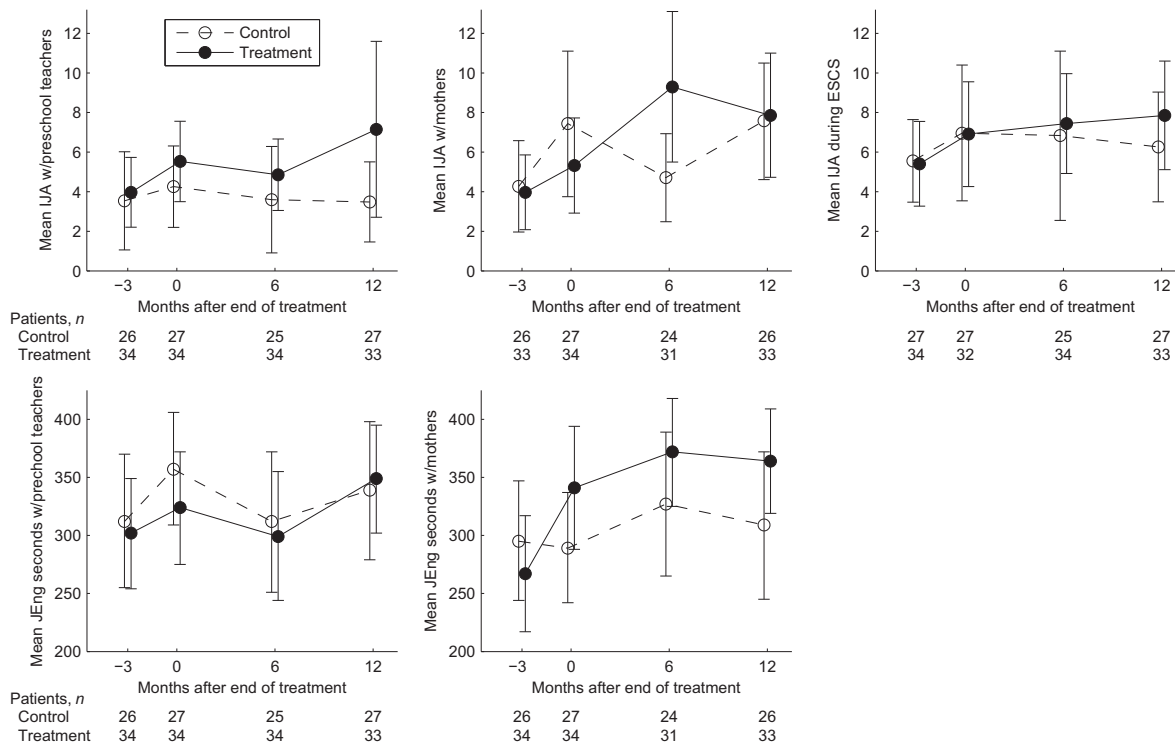 Mean IJA w/preschool teachers
12
10
8
6
4
2
0
Control
Treatment
−3 0 6 12
Months after end of treatment
Patients, n
Control 26 27 25 27
Treatment 34 34 34 33
Mean IJA w/mothers
12
10
8
6
4
2
0
−3 0 6 12
Months after end of treatment
26 27 24 26
33 34 31 33
Mean IJA during ESCS
12
10
8
6
4
2
0
−3 0 6 12
Months after end of treatment
27 27 25 27
34 32 34 33
Mean JEng seconds w/prechool teachers
400
350
300
250
200
−3 0 6 12
Months after end of treatment
Patients, n
Control 26 27 25 27
Treatment 34 34 34 33
Mean JEng seconds w/mothers
400
350
300
250
200
−3 0 6 12
Months after end of treatment
26 27 24 26
34 34 31 33